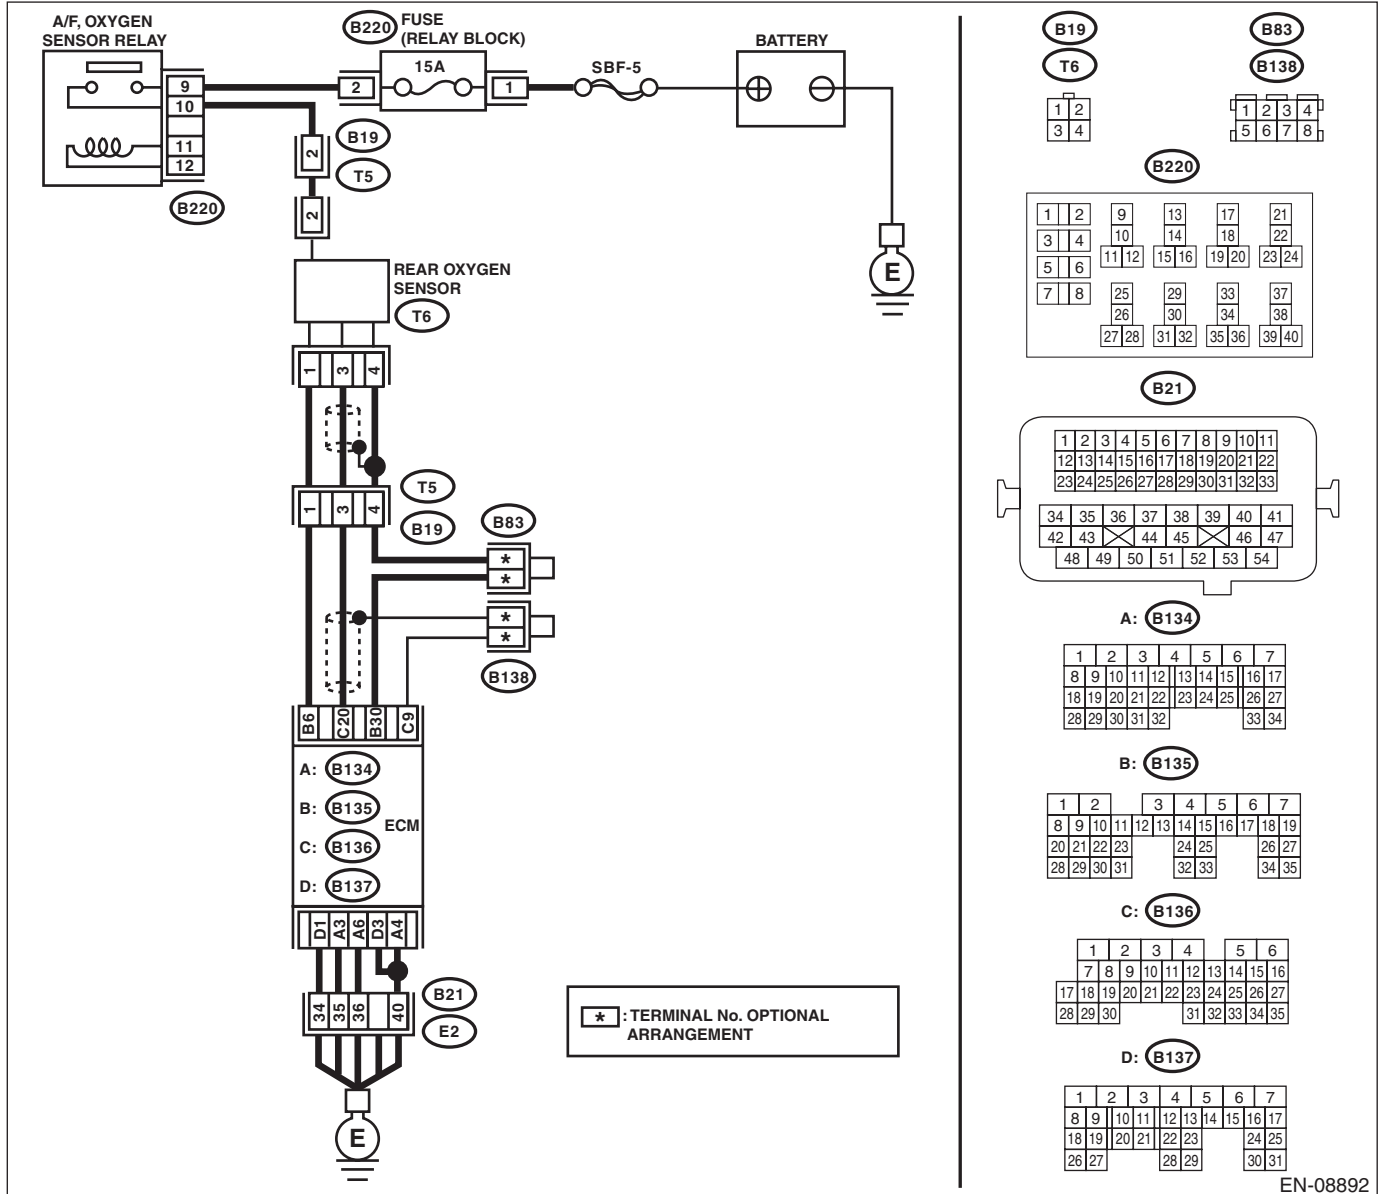 A/F, OXYGEN
SENSOR RELAY
B220
FUSE
(RELAY BLOCK)
15A
SBF-5
BATTERY
9
10
11
12
2
1
B220
2
B19
T5
2
E
REAR OXYGEN
SENSOR
T6
1 3 4
1 3 4
T5
B19
B83
*
*
*
*
B138
B6 C20 B30 C9
A: B134
B: B135
ECM
C: B136
D: B137
D1 A3 A6 D3 A4
34 35 36 40
B21
E2
E
* : TERMINAL No. OPTIONAL
ARRANGEMENT
B19
T6
1 2
3 4
B83
B138
1 2 3 4
5 6 7 8
B220
1 2 9 13 17 21
3 4 10 14 18 22
5 6 11 12 15 16 19 20 23 24
7 8 25 29 33 37
26 30 34 38
27 28 31 32 35 36 39 40
B21
1 2 3 4 5 6 7 8 9 10 11
12 13 14 15 16 17 18 19 20 21 22
23 24 25 26 27 28 29 30 31 32 33
34 35 36 37 38 39 40 41
42 43 44 45 46 47
48 49 50 51 52 53 54
A: B134
1 2 3 4 5 6 7
8 9 10 11 12 13 14 15 16 17
18 19 20 21 22 23 24 25 26 27
28 29 30 31 32 33 34
B: B135
1 2 3 4 5 6 7
8 9 10 11 12 13 14 15 16 17 18 19
20 21 22 23 24 25 26 27
28 29 30 31 32 33 34 35
C: B136
1 2 3 4 5 6
7 8 9 10 11 12 13 14 15 16
17 18 19 20 21 22 23 24 25 26 27
28 29 30 31 32 33 34 35
D: B137
1 2 3 4 5 6 7
8 9 10 11 12 13 14 15 16 17
18 19 20 21 22 23 24 25
26 27 28 29 30 31
EN-08892